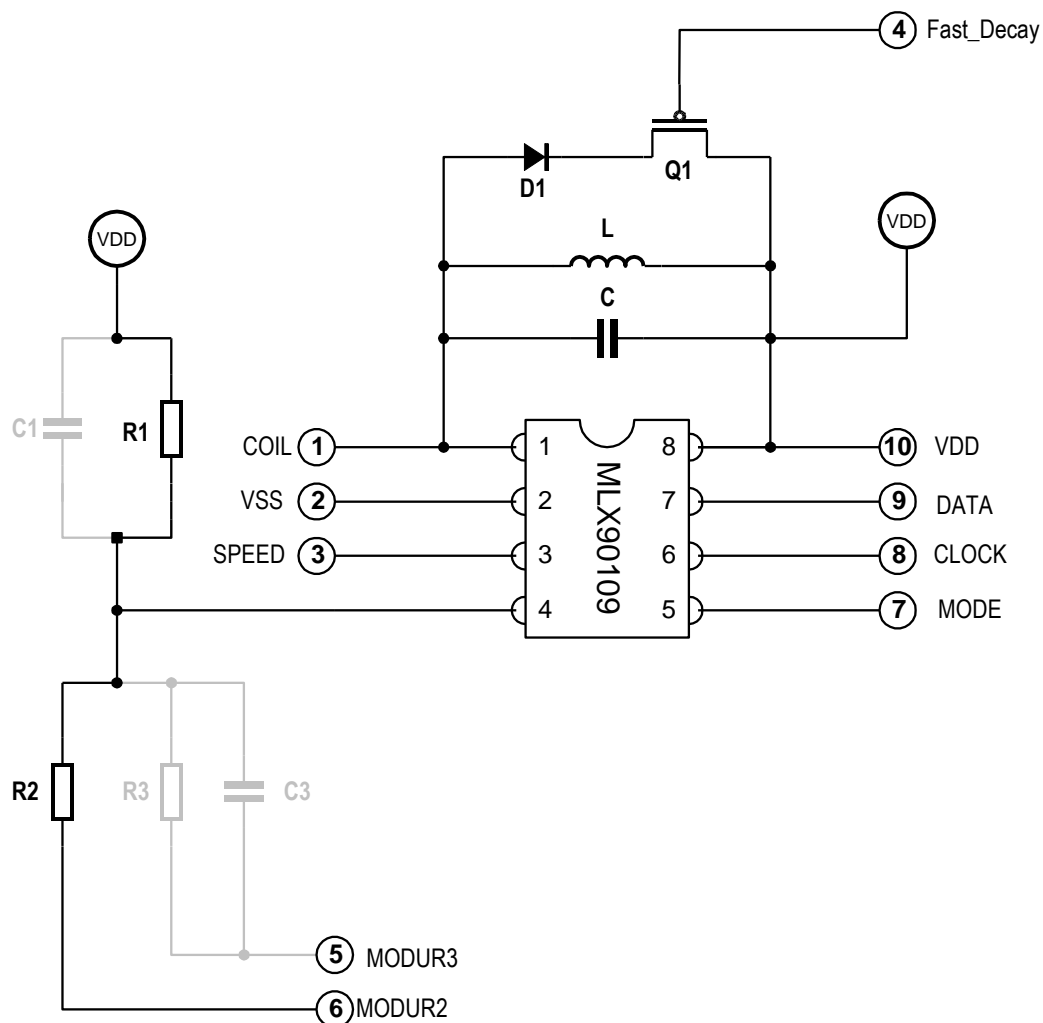 4 Fast_Decay
D1
Q1
VDD
L
VDD
C
C1
R1
COIL 1
1
8
10 VDD
VSS 2
2
7
9 DATA
SPEED 3
3
6
8 CLOCK
4
5
7 MODE
MLX90109
R2
R3
C3
5 MODUR3
6 MODUR2